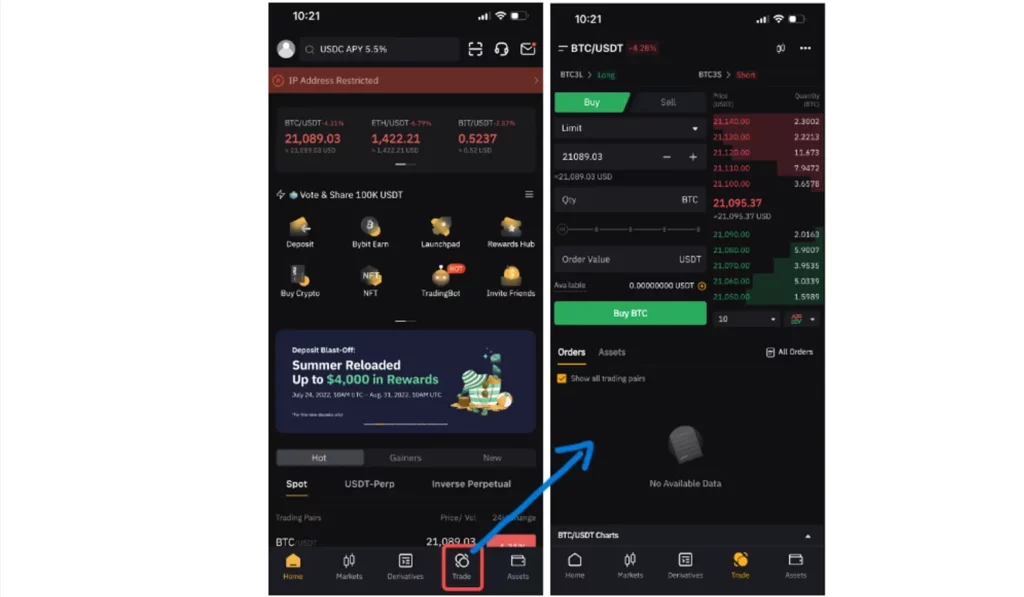 10:21
USDC APY 5.5%
IP Address Restricted
BTC/USDT-4.31% ETH/USDT-6.79% BIT/USDT-2.87%
21,089.03 1,422.21 0.5237
≈ 21,089.03 USD ≈ 1,422.21 USD ≈ 0.52 USD
Vote & Share 100K USDT
Deposit Bybit Earn Launchpad Rewards Hub
NFT HOT
Buy Crypto NFT TradingBot Invite Friends
Deposit Blast-Off:
Summer Reloaded
Up to $4,000 in Rewards
July 24, 2022, 10AM UTC – Aug. 31, 2022, 10AM UTC
*For the new deposits only
Hot Gainers New
Spot USDT-Perp Inverse Perpetual
Trading Pairs Price/ Vol 24H Change
BTC/USDT 21,089.03
Home Markets Derivatives Trade Assets
10:21
BTC/USDT -4.28%
BTC3L > Long BTC3S > Short
Buy Sell
Limit
21089.03 − +
≈21,089.03 USD
Qty BTC
Order Value USDT
Available 0.00000000 USDT
Buy BTC
Price (USDT) Quantity (BTC)
21,140.00 2.3002
21,130.00 2.2213
21,120.00 11.673
21,110.00 7.9472
21,100.00 3.6578
21,095.37
≈21,095.37 USD
21,090.00 2.0163
21,080.00 5.9007
21,070.00 3.9535
21,060.00 5.0339
21,050.00 1.5989
10
Orders Assets All Orders
Show all trading pairs
No Available Data
BTC/USDT Charts
Home Markets Derivatives Trade Assets